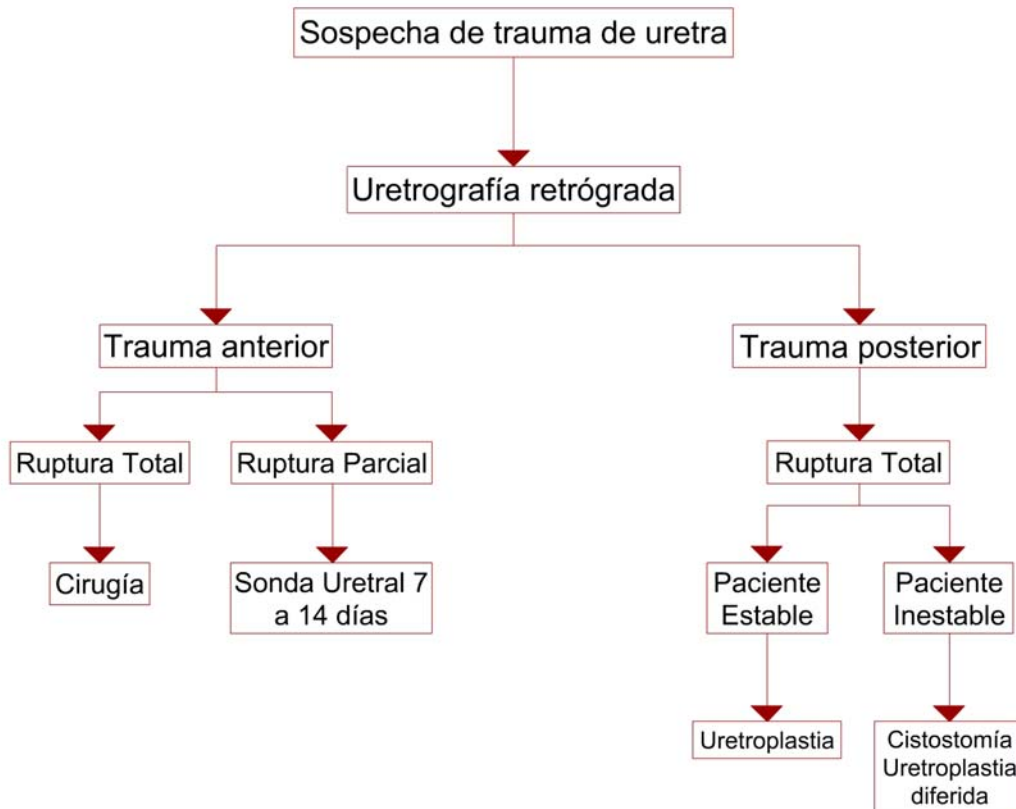 Sospecha de trauma de uretra
Uretrografía retrógrada
Trauma anterior
Trauma posterior
Ruptura Total
Ruptura Parcial
Ruptura Total
Cirugía
Sonda Uretral 7
a 14 días
Paciente
Estable
Paciente
Inestable
Uretroplastia
Cistostomía
Uretroplastia
diferida